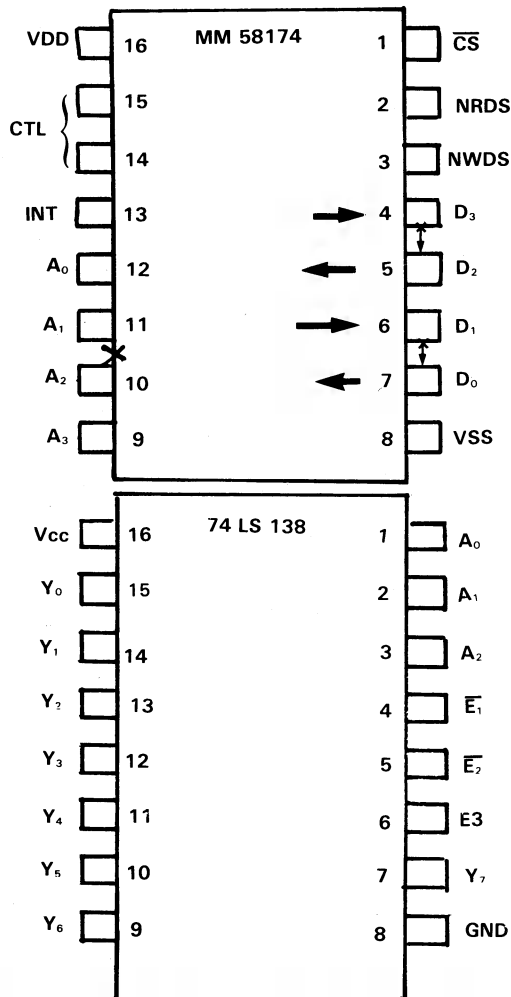 MM 58174
VDD 16 1 C̅S̅
15 2 NRDS
CTL
14 3 NWDS
INT 13 4 D₃
A₀ 12 5 D₂
A₁ 11 6 D₁
A₂ 10 7 D₀
A₃ 9 8 VSS
74 LS 138
Vcc 16 1 A₀
Y₀ 15 2 A₁
Y₁ 14 3 A₂
Y₂ 13 4 E̅₁
Y₃ 12 5 E̅₂
Y₄ 11 6 E3
Y₅ 10 7 Y₇
Y₆ 9 8 GND